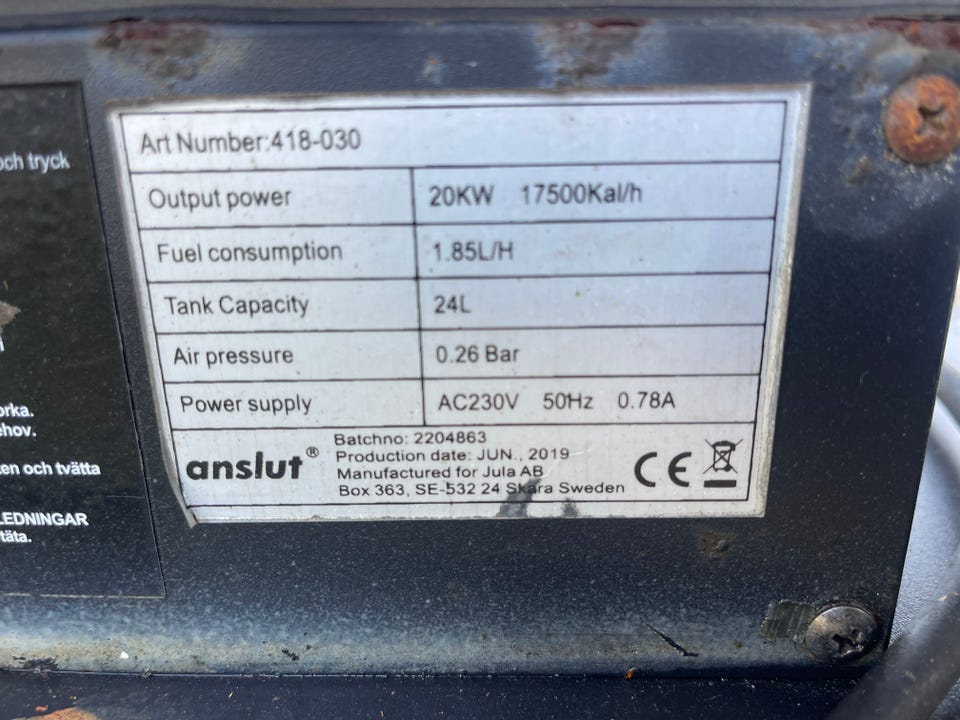 och tryck
orka.
ehov.
en och tvätta
LEDNINGAR
täta.
Art Number:418-030
Output power 20KW 17500Kal/h
Fuel consumption 1.85L/H
Tank Capacity 24L
Air pressure 0.26 Bar
Power supply AC230V 50Hz 0.78A
anslut®
Batchno: 2204863
Production date: JUN., 2019
Manufactured for Jula AB
Box 363, SE-532 24 Skara Sweden
CE